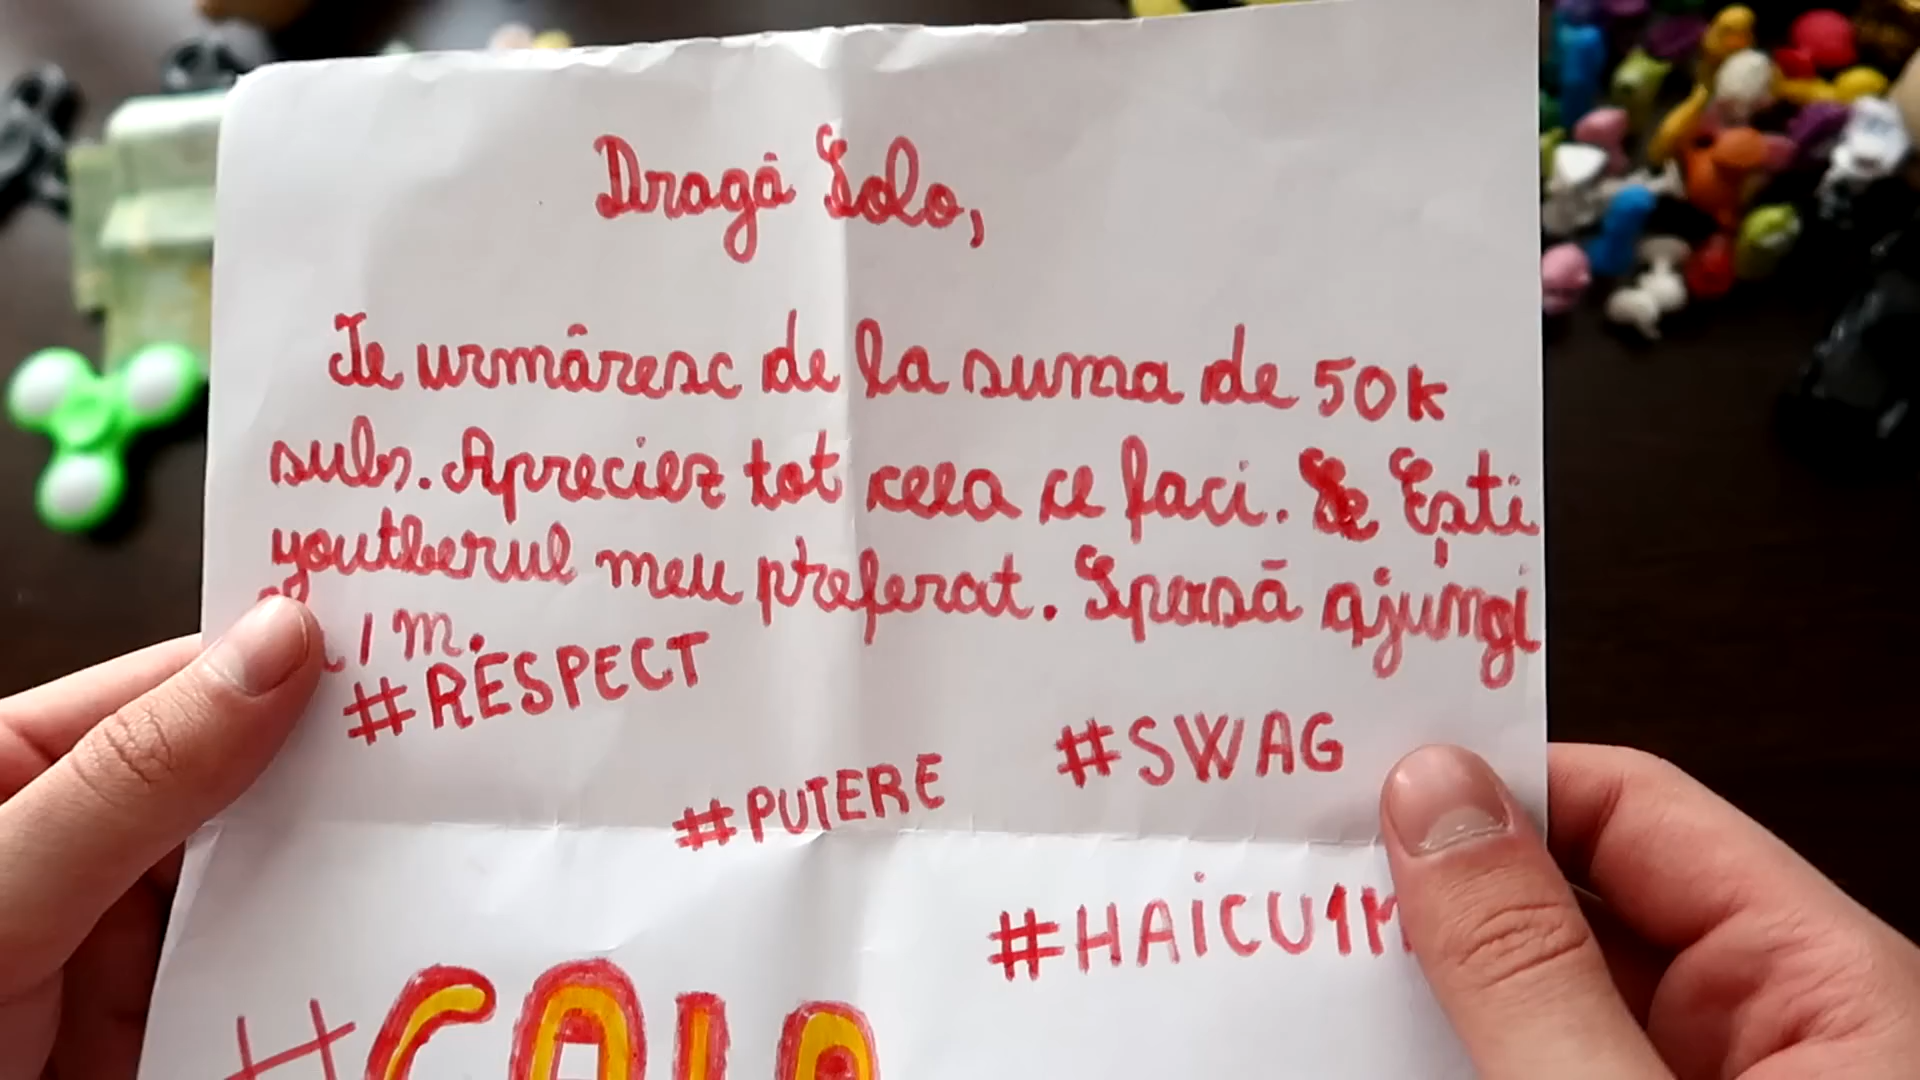 Dragă Solo,
Te urmăresc de la suma de 50k
subs. Apreciez tot ceea ce faci. Ești
youtberul meu preferat. Sper să ajungi
1m.
#RESPECT
#SWAG
#PUTERE
#HAiCU1M